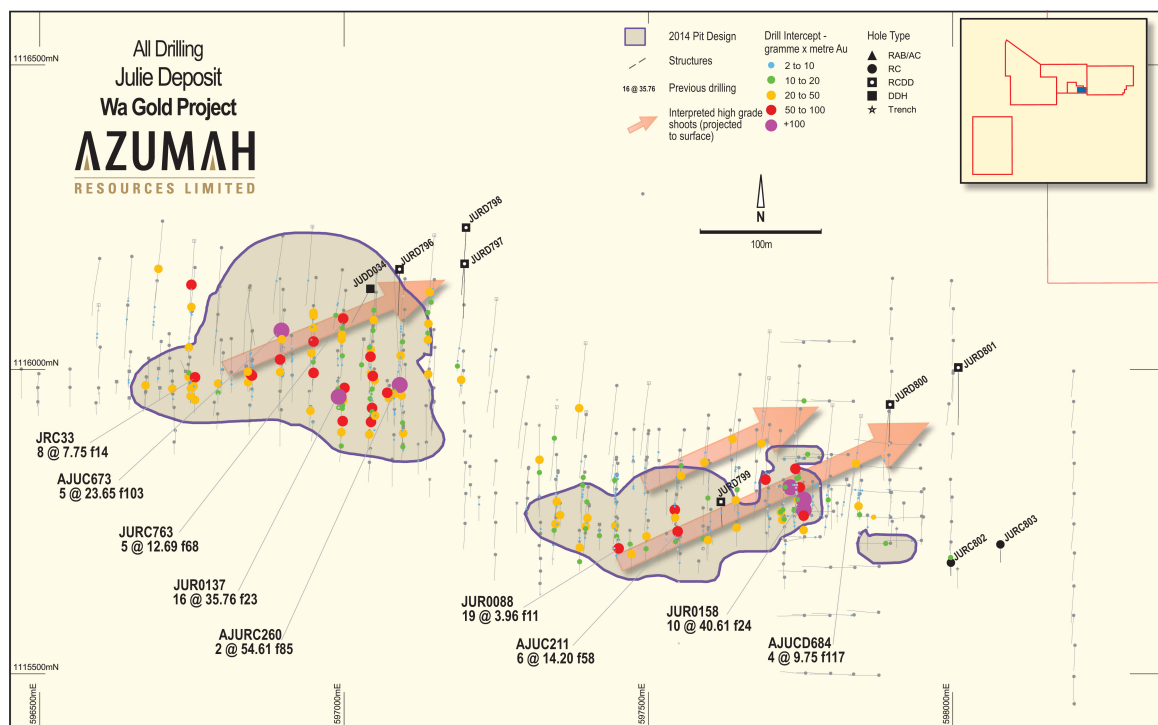 All Drilling
Julie Deposit
Wa Gold Project
AZUMAH
RESOURCES LIMITED
2014 Pit Design
Structures
16 @ 35.76
Previous drilling
Interpreted high grade
shoots (projected
to surface)
Drill Intercept -
gramme x metre Au
2 to 10
10 to 20
20 to 50
50 to 100
+100
Hole Type
RAB/AC
RC
RCDD
DDH
Trench
N
100m
1116500mN
1116000mN
1115500mN
596500mE
597000mE
597500mE
598000mE
JURD798
JURD797
JURD796
JUDD034
JURD801
JURD800
JURD799
JURC803
JURC802
JRC33
8 @ 7.75 f14
AJUC673
5 @ 23.65 f103
JURC763
5 @ 12.69 f68
JUR0137
16 @ 35.76 f23
AJURC260
2 @ 54.61 f85
JUR0088
19 @ 3.96 f11
AJUC211
6 @ 14.20 f58
JUR0158
10 @ 40.61 f24
AJUCD684
4 @ 9.75 f117